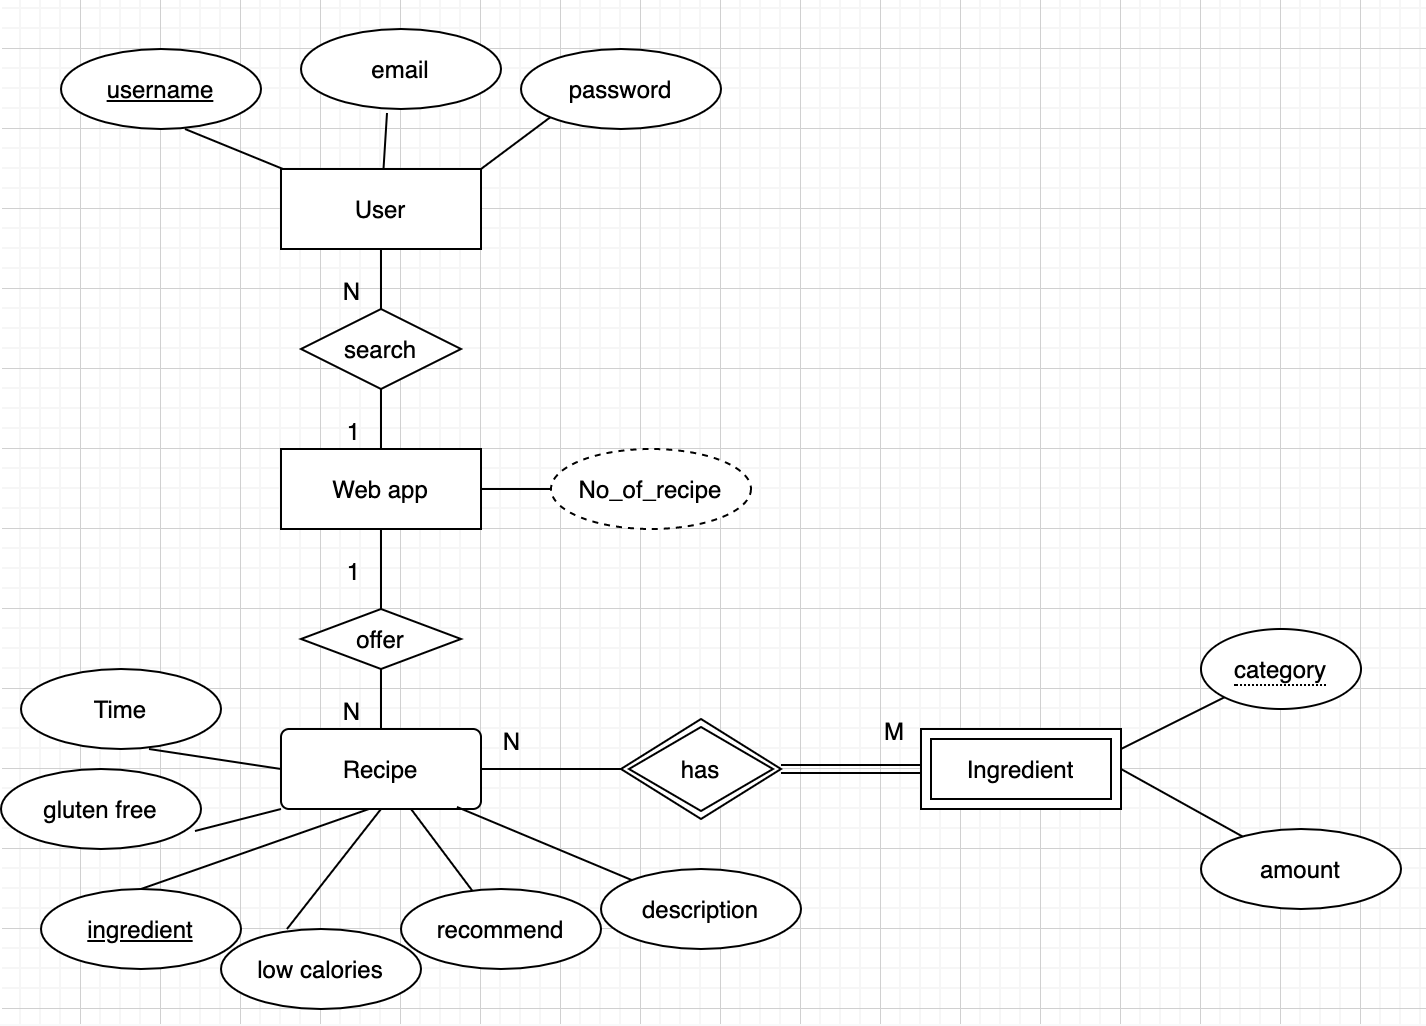 username
email
password
User
N
search
1
Web app
No_of_recipe
1
offer
N
Time
Recipe
N
has
M
Ingredient
category
gluten free
amount
ingredient
low calories
recommend
description